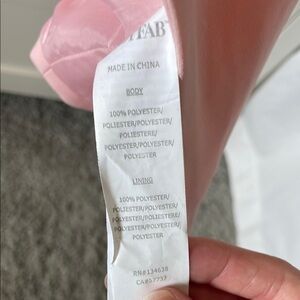 FAB
MADE IN CHINA
BODY
100% POLYESTER/
POLIESTER/POLYESTER/
POLYESTERE/
POLYESTER/POLYESTER/
POLYESTER
LINING
100% POLYESTER/
POLIESTER/POLYESTER/
POLYESTER/POLYESTERE/
POLYESTER/POLYESTER/
POLYESTER
RN#134638
CA#57737